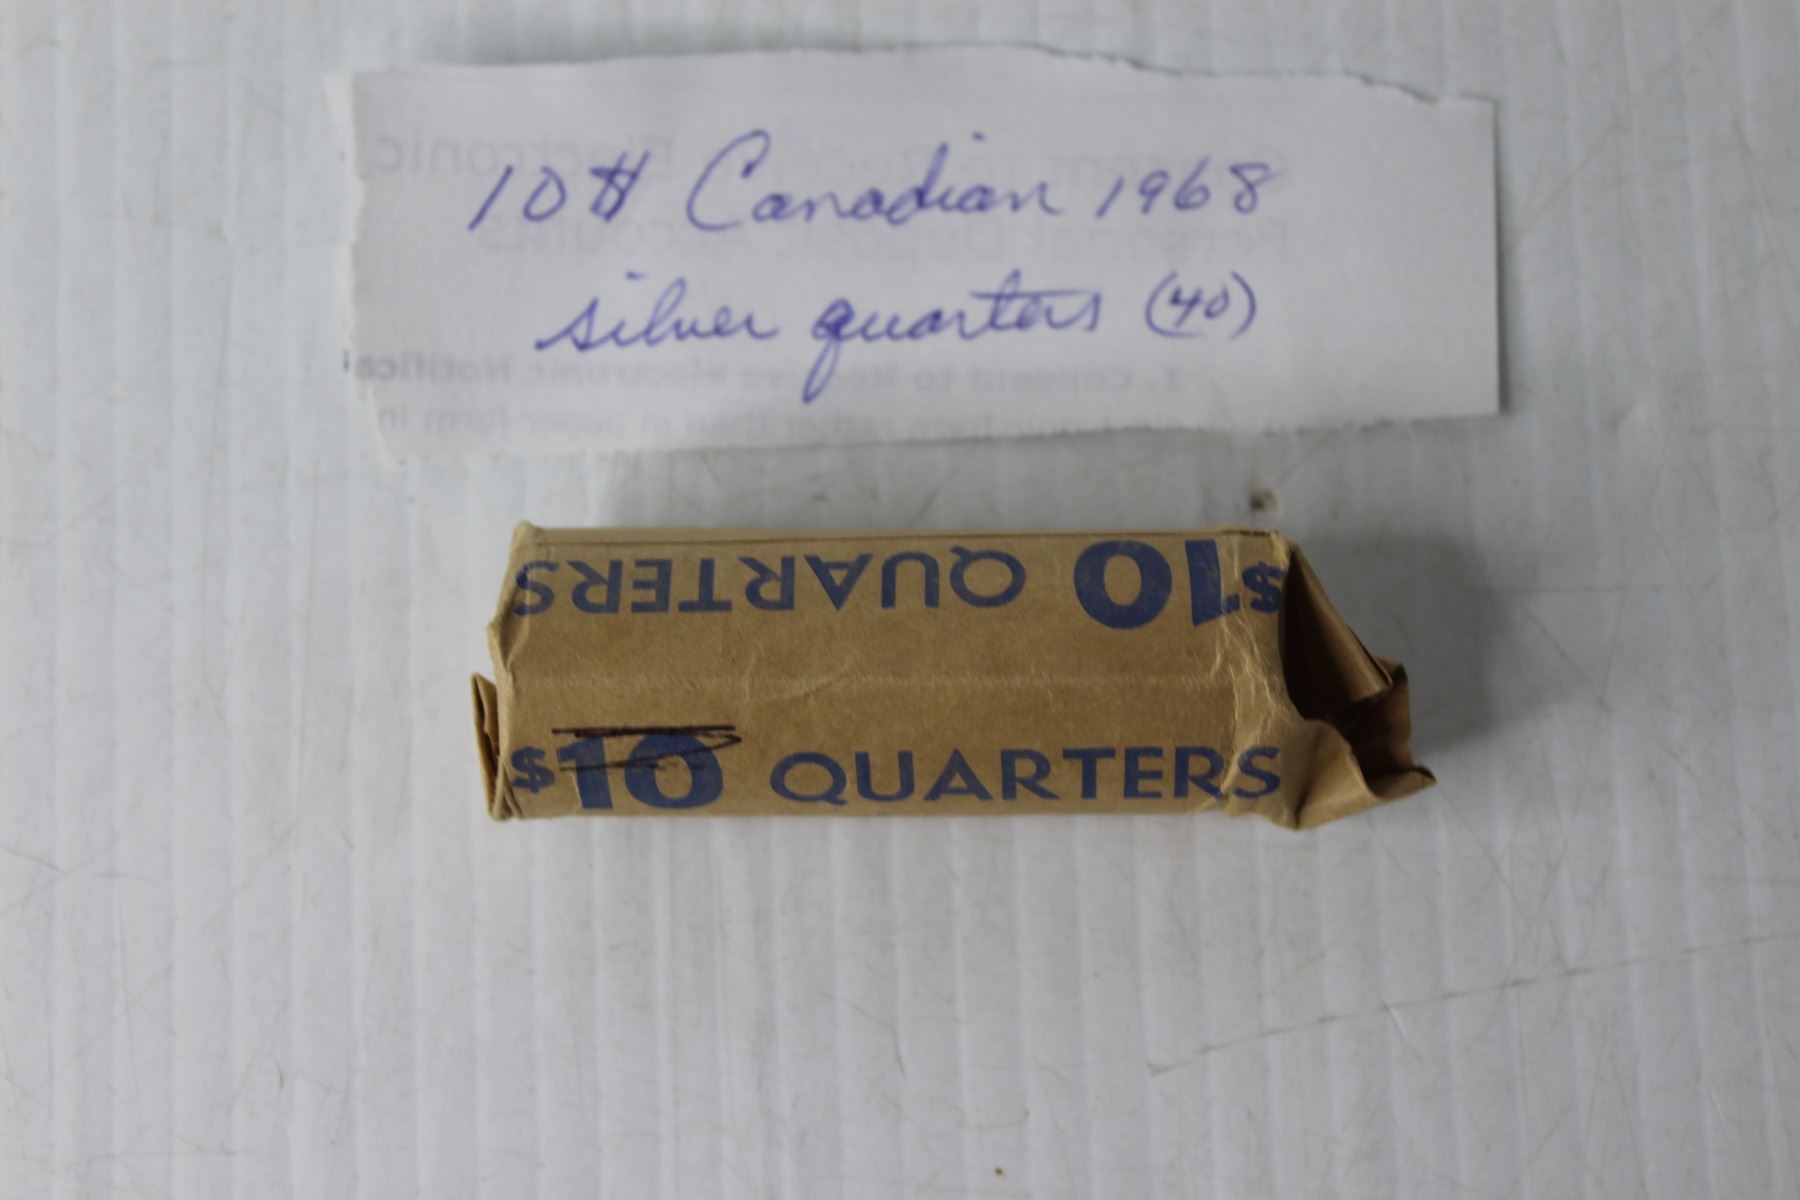 10# Canadian 1968
silver quarters (40)
$10 QUARTERS
$10 QUARTERS